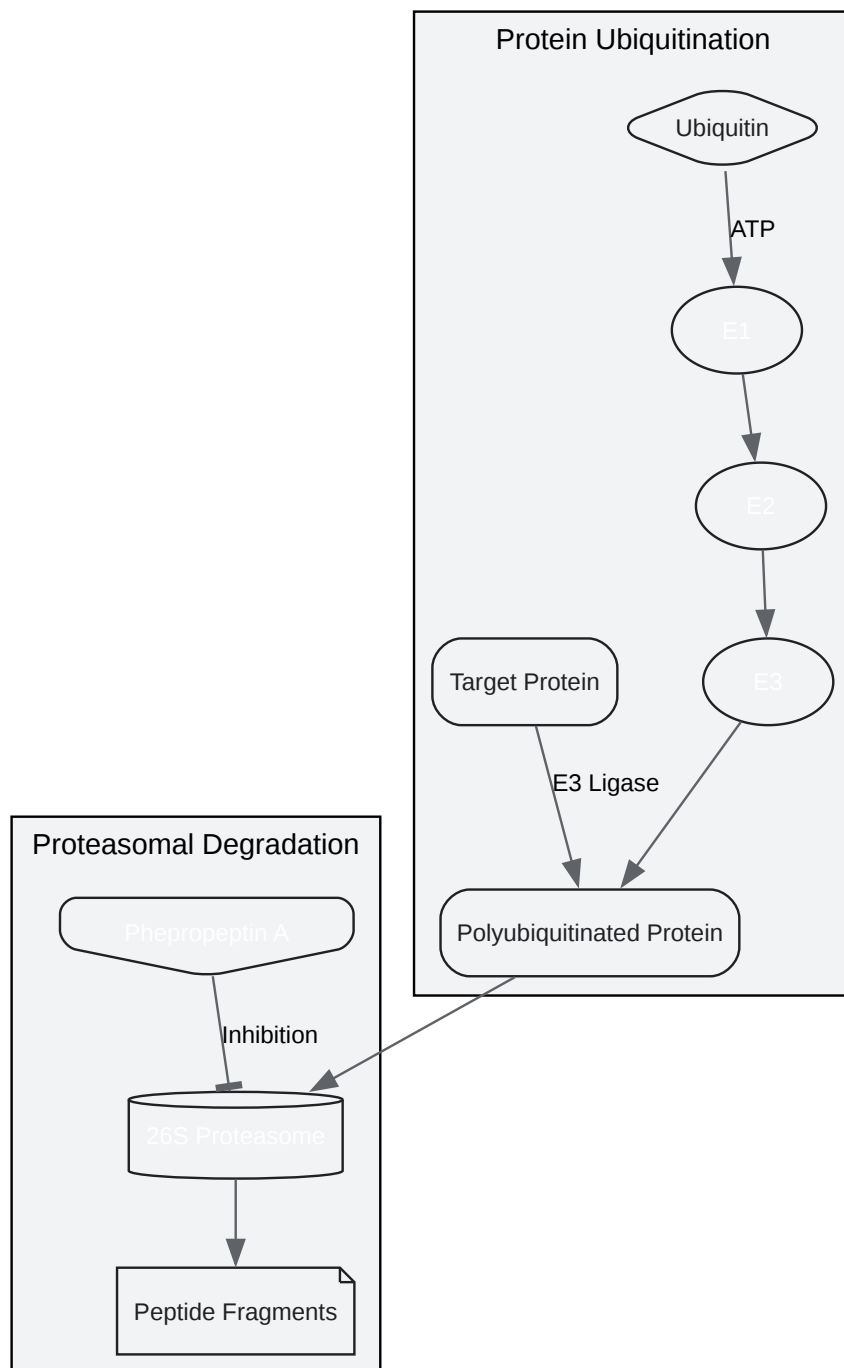 Protein Ubiquitination
Ubiquitin
ATP
E1
E2
Target Protein
E3
E3 Ligase
Proteasomal Degradation
Phepropeptin A
Polyubiquitinated Protein
Inhibition
26S Proteasome
Peptide Fragments